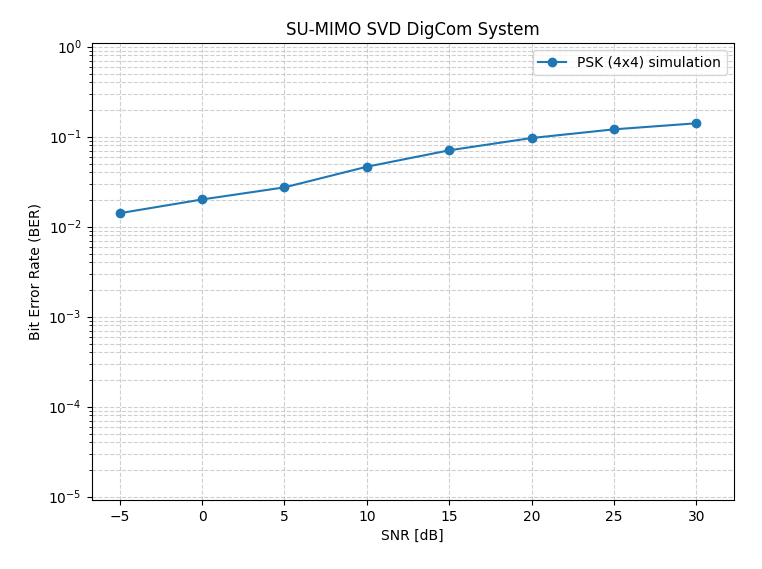 SU-MIMO SVD DigCom System
PSK (4x4) simulation
Bit Error Rate (BER)
10⁰
10⁻¹
10⁻²
10⁻³
10⁻⁴
10⁻⁵
−5 0 5 10 15 20 25 30
SNR [dB]